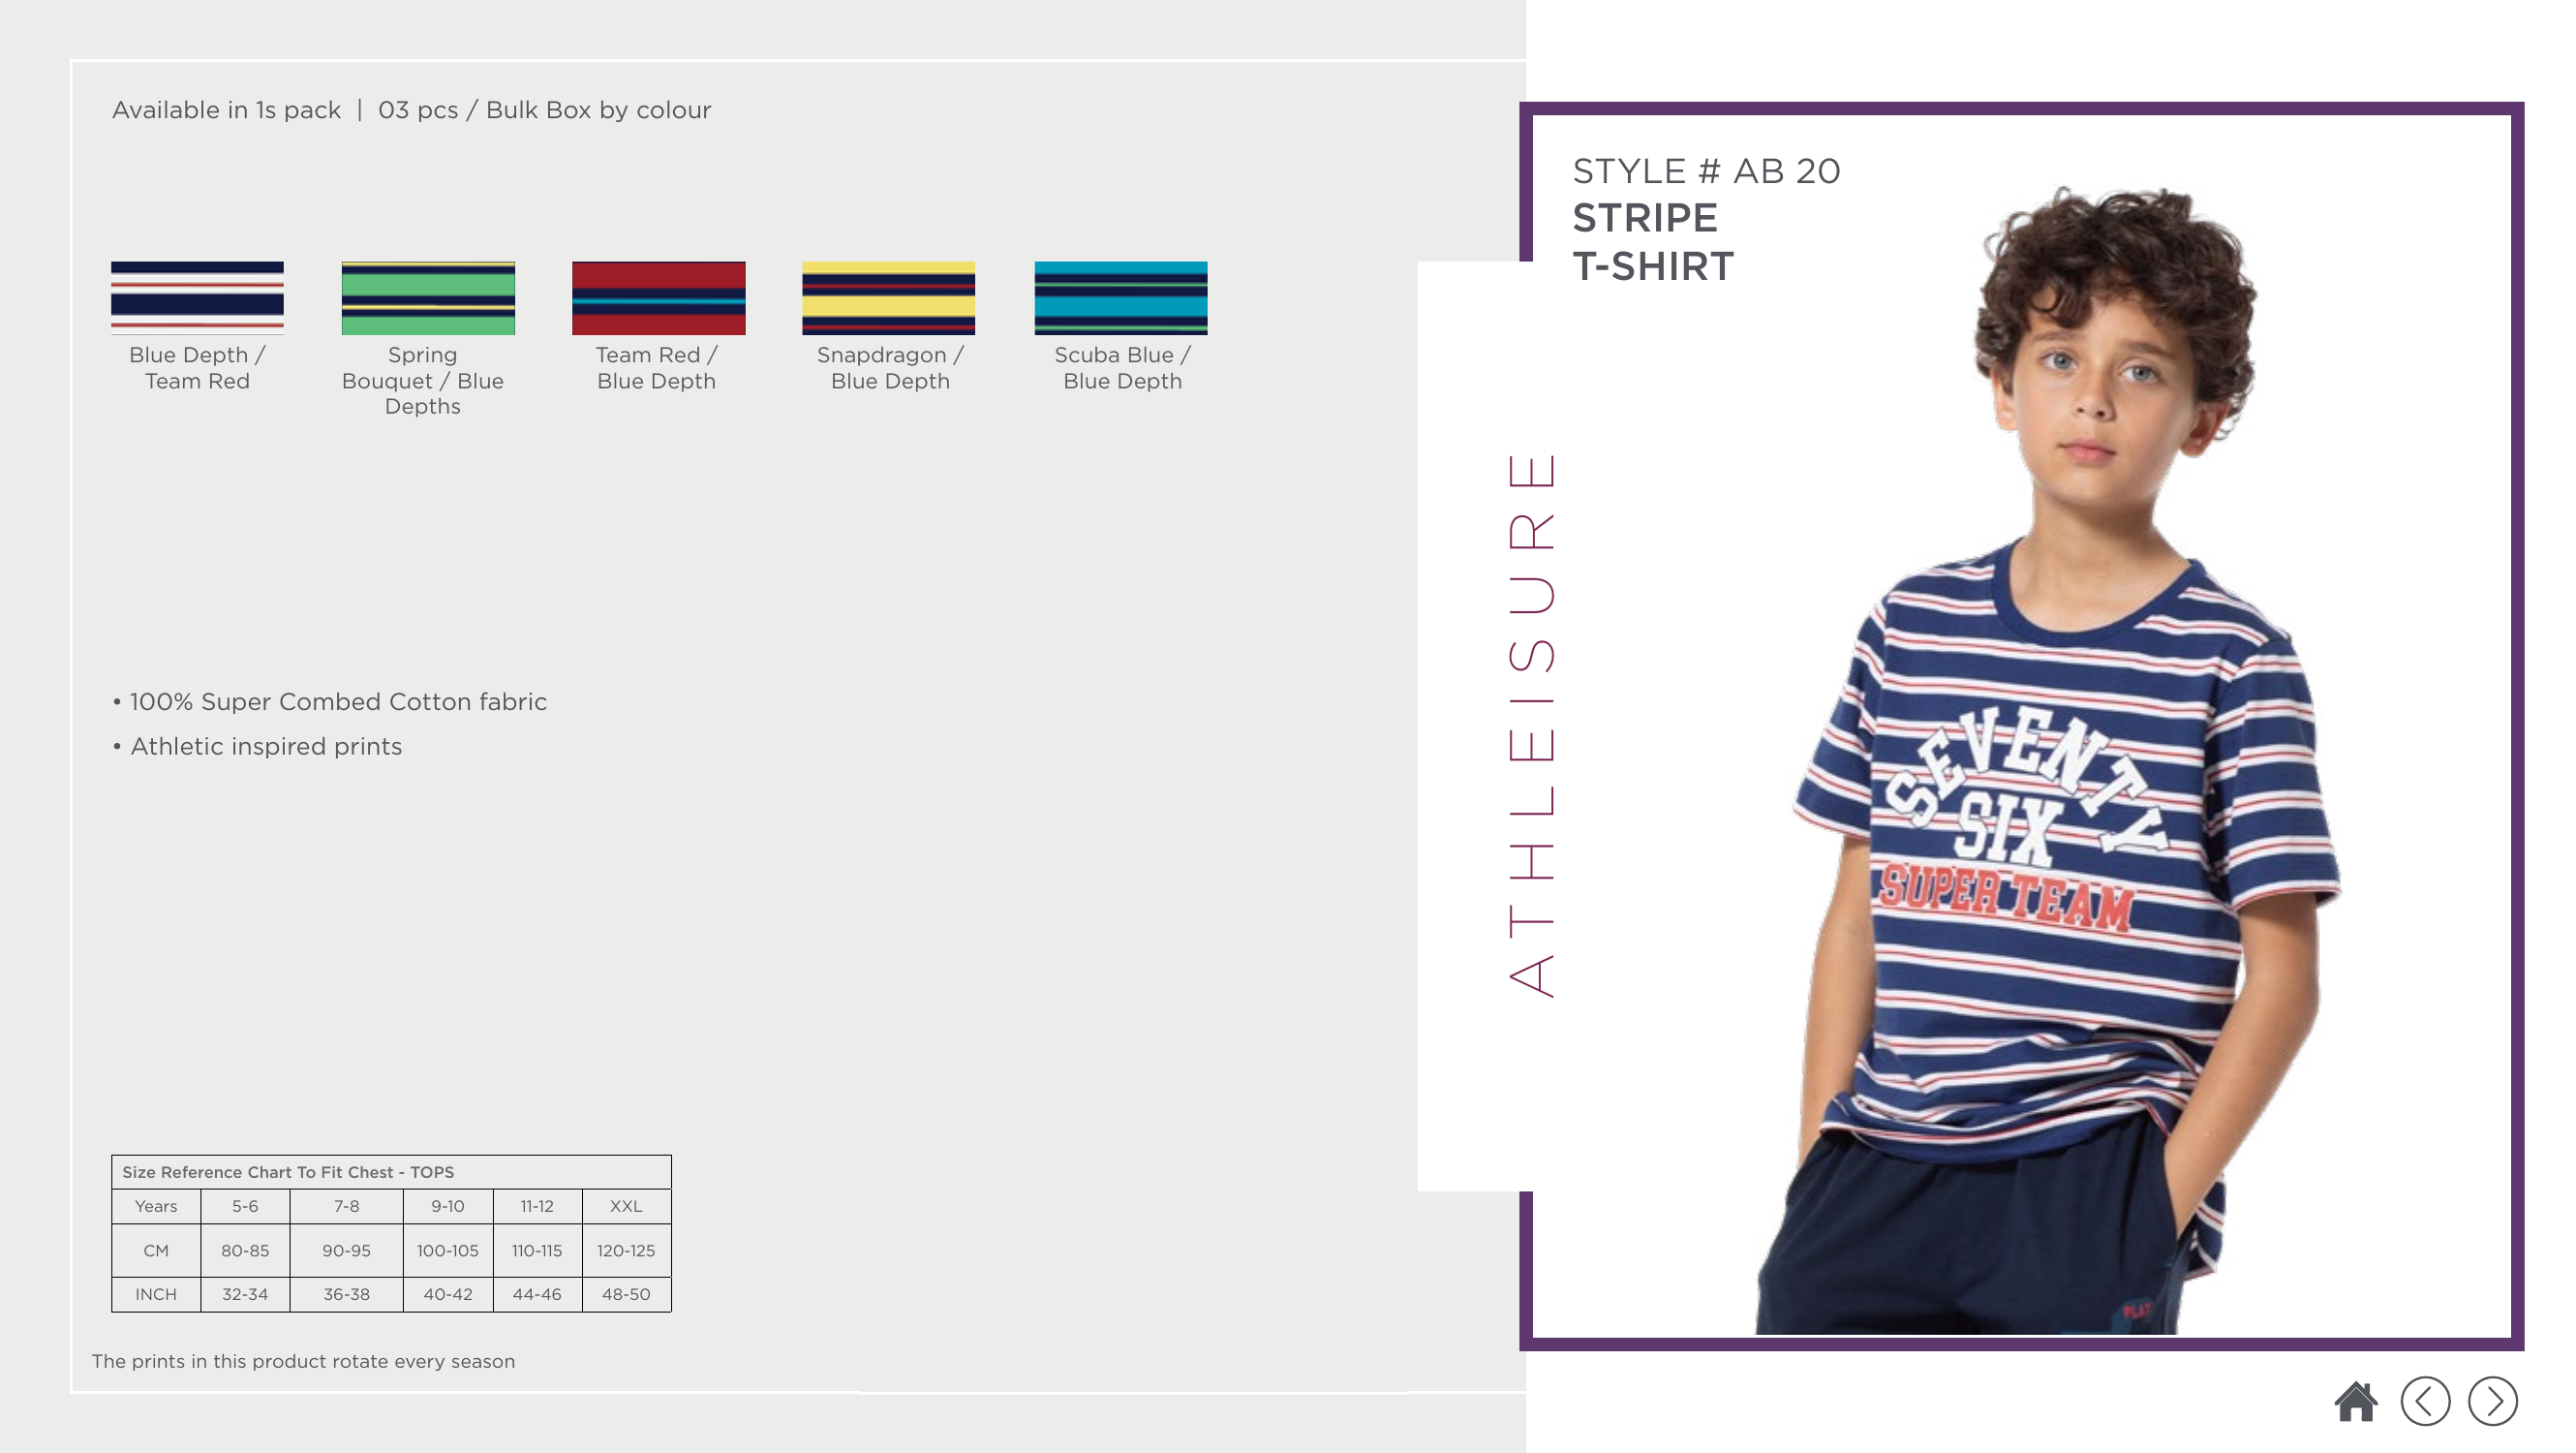 Available in 1s pack | 03 pcs / Bulk Box by colour
Blue Depth /
Team Red
Spring
Bouquet / Blue
Depths
Team Red /
Blue Depth
Snapdragon /
Blue Depth
Scuba Blue /
Blue Depth
• 100% Super Combed Cotton fabric
• Athletic inspired prints
Size Reference Chart To Fit Chest - TOPS
Years 5-6 7-8 9-10 11-12 XXL
CM 80-85 90-95 100-105 110-115 120-125
INCH 32-34 36-38 40-42 44-46 48-50
The prints in this product rotate every season
ATHLEISURE
STYLE # AB 20
STRIPE
T-SHIRT
SEVENTY
SIX
SUPER TEAM
PLAY